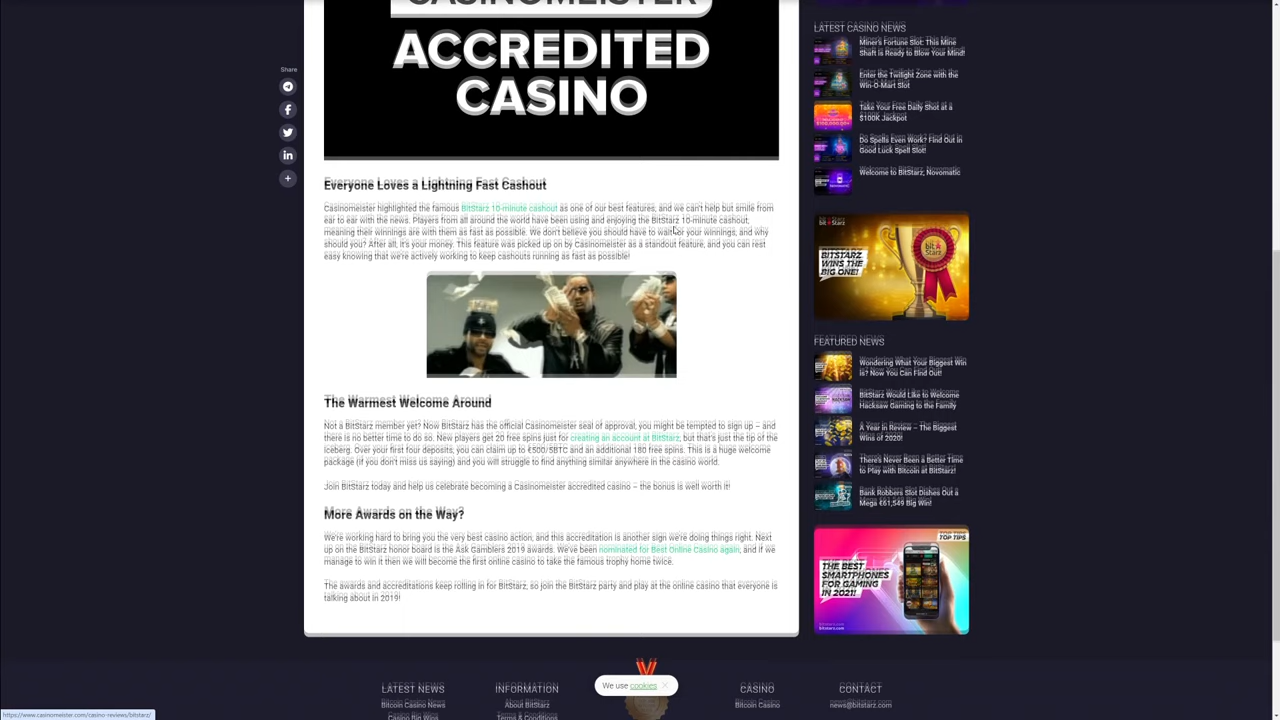 CASINOMEISTER
ACCREDITED
CASINO
Share
Everyone Loves a Lightning Fast Cashout
Casinomeister highlighted the famous BitStarz 10-minute cashout as one of our best features, and we can't help but smile from
ear to ear with the news. Players from all around the world have been using and enjoying the BitStarz 10-minute cashout,
meaning their winnings are with them as fast as possible. We don't believe you should have to wait for your winnings, and why
should you? After all, it's your money. This feature was picked up on by Casinomeister as a standout feature, and you can rest
easy knowing that we're actively working to keep cashouts running as fast as possible!
The Warmest Welcome Around
Not a BitStarz member yet? Now BitStarz has the official Casinomeister seal of approval, you might be tempted to sign up – and
there is no better time to do so. New players get 20 free spins just for creating an account at BitStarz, but that's just the tip of the
iceberg. Over your first four deposits, you can claim up to €500/5BTC and an additional 180 free spins. This is a huge welcome
package (if you don't miss us saying) and you will struggle to find anything similar anywhere in the casino world.
Join BitStarz today and help us celebrate becoming a Casinomeister accredited casino – the bonus is well worth it!
More Awards on the Way?
We're working hard to bring you the very best casino action, and this accreditation is another sign we're doing things right. Next
up on the BitStarz honor board is the Ask Gamblers 2019 awards. We've been nominated for Best Online Casino again, and if we
manage to win it then we will become the first online casino to take the famous trophy home twice.
The awards and accreditations keep rolling in for BitStarz, so join the BitStarz party and play at the online casino that everyone is
talking about in 2019!
LATEST CASINO NEWS
Miner's Fortune Slot: This Mine
Shaft is Ready to Blow Your Mind!
Enter the Twilight Zone with the
Win-O-Mart Slot
Take Your Free Daily Shot at a
$100K Jackpot
Do Spells Even Work? Find Out in
Good Luck Spell Slot!
Welcome to BitStarz, Novomatic
bit Starz
BITSTARZ
WINS THE
BIG ONE!
bit
Starz
FEATURED NEWS
Wondering What Your Biggest Win
is? Now You Can Find Out!
BitStarz Would Like to Welcome
Hacksaw Gaming to the Family
A Year in Review – The Biggest
Wins of 2020!
There's Never Been a Better Time
to Play with Bitcoin at BitStarz!
Bank Robbers Slot Dishes Out a
Mega €61,549 Big Win!
TOP TIPS
THE BEST
SMARTPHONES
FOR GAMING
IN 2021!
bitstarz.com
LATEST NEWS
Bitcoin Casino News
Casino Big Wins
INFORMATION
About BitStarz
Terms & Conditions
We use cookies
CASINO
Bitcoin Casino
CONTACT
news@bitstarz.com
https://www.casinomeister.com/casino-reviews/bitstarz/